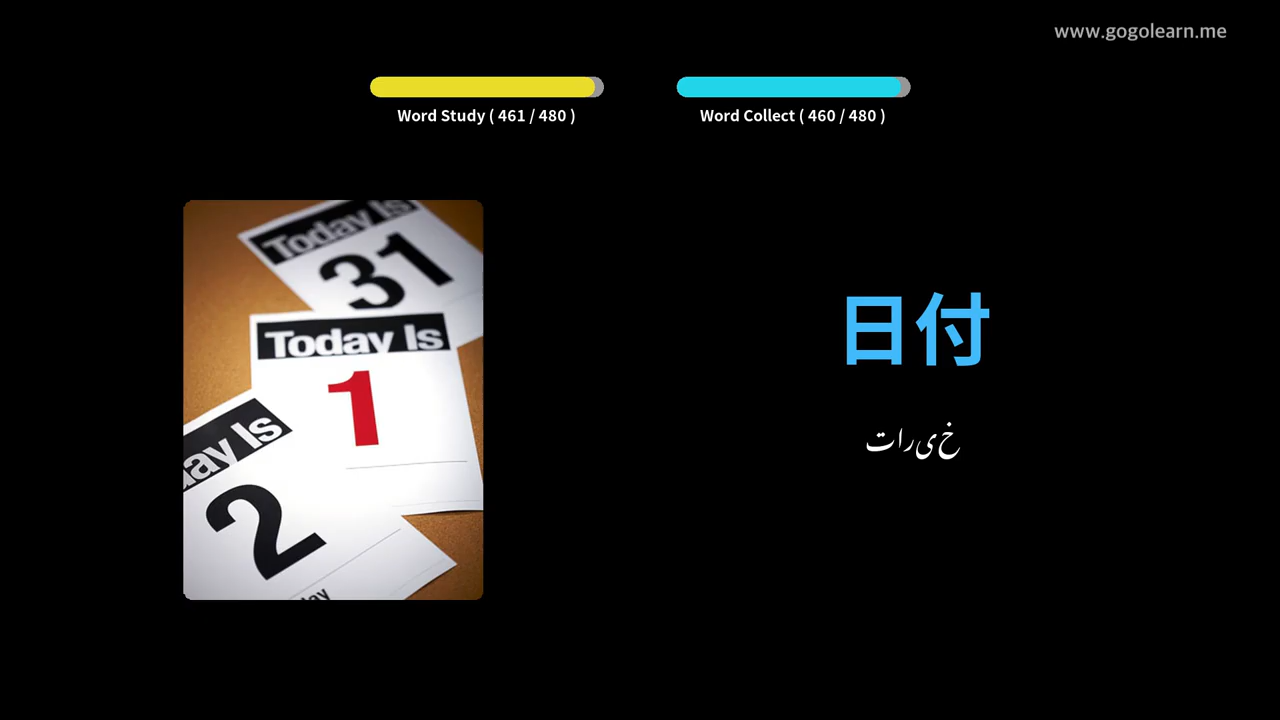 www.gogolearn.me
Word Study ( 461 / 480 )
Word Collect ( 460 / 480 )
Today Is
31
Today Is
1
day Is
2
日付
خ‌ی‌رات